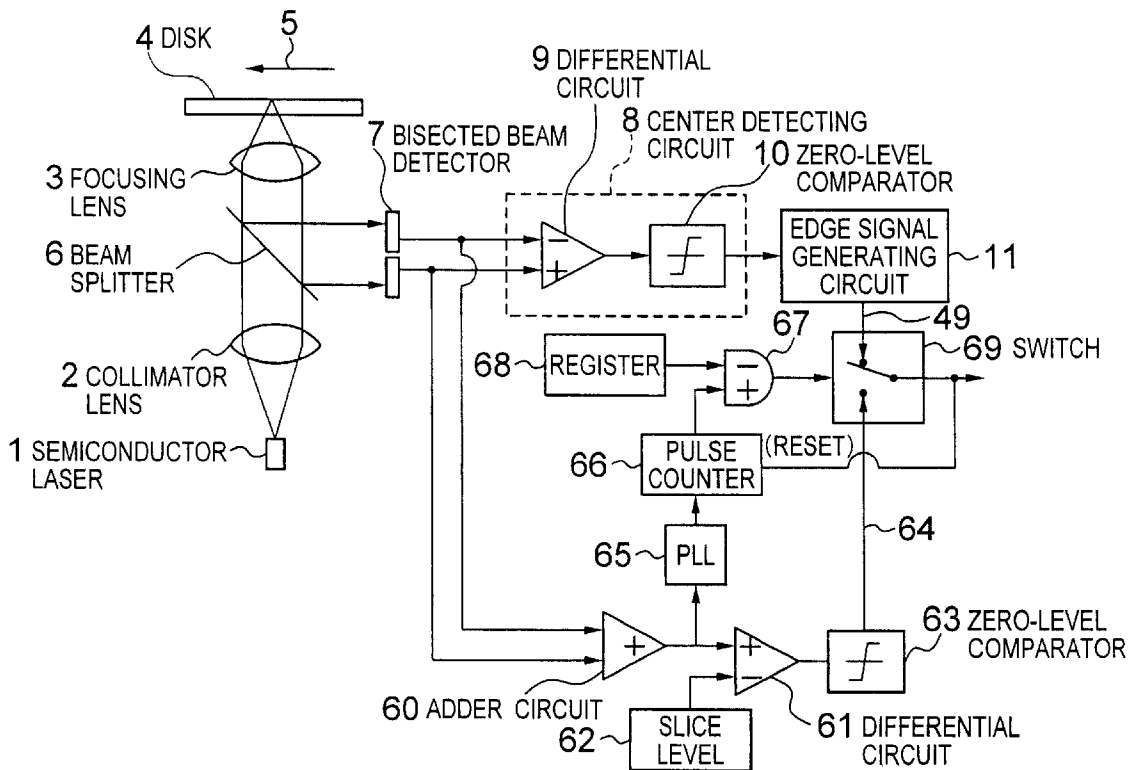 4 DISK
5
9 DIFFERENTIAL
CIRCUIT
7 BISECTED BEAM
DETECTOR
8 CENTER DETECTING
CIRCUIT
10 ZERO-LEVEL
COMPARATOR
3 FOCUSING
LENS
6 BEAM
SPLITTER
−
+
EDGE SIGNAL
GENERATING
CIRCUIT
11
49
2 COLLIMATOR
LENS
68
REGISTER
67
−
+
69 SWITCH
1 SEMICONDUCTOR
LASER
66
PULSE
COUNTER
(RESET)
64
65
PLL
+
+
−
63 ZERO-LEVEL
COMPARATOR
60 ADDER CIRCUIT
62
SLICE
LEVEL
61 DIFFERENTIAL
CIRCUIT